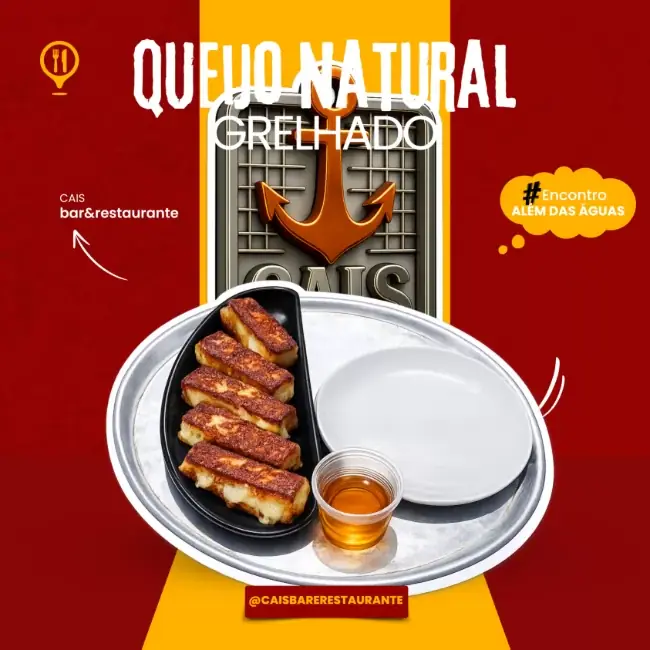 QUEIJO NATURAL
GRELHADO
CAIS
bar&restaurante
#Encontro
ALÉM DAS ÁGUAS
CAIS
@CAISBARERESTAURANTE